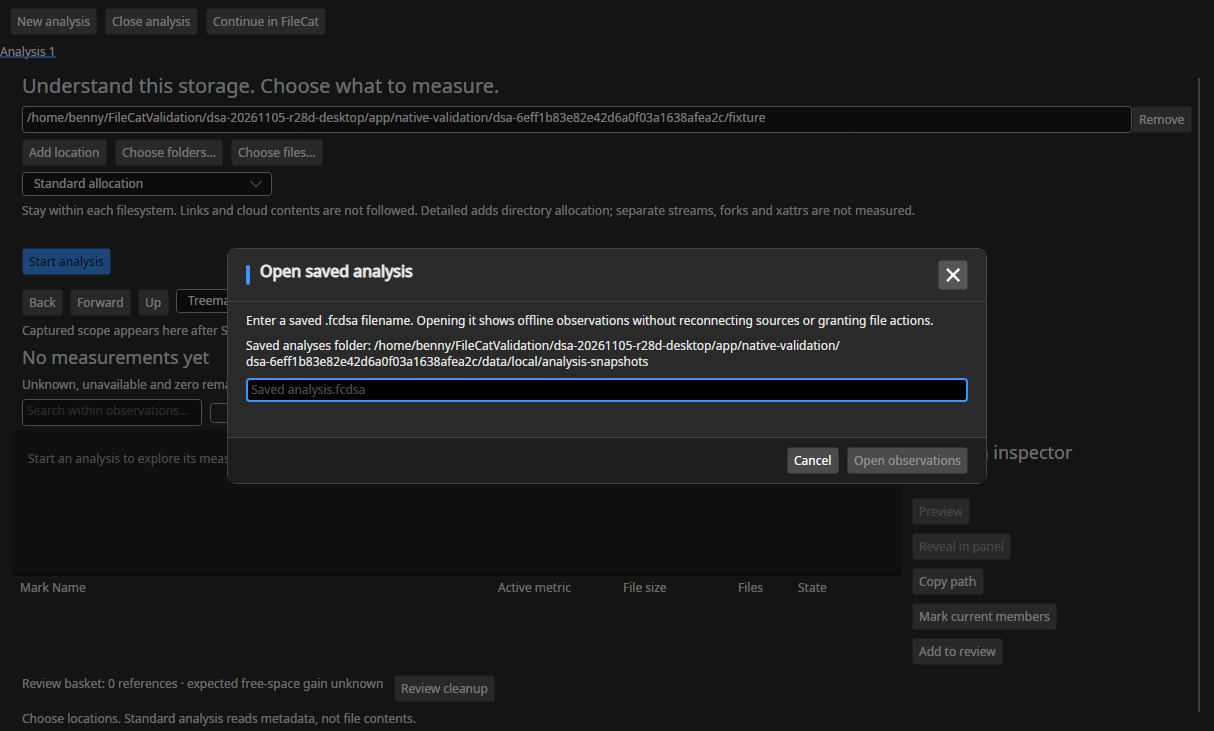 New analysis Close analysis Continue in FileCat
Analysis 1
Understand this storage. Choose what to measure.
/home/benny/FileCatValidation/dsa-20261105-r28d-desktop/app/native-validation/dsa-6eff1b83e82e42d6a0f03a1638afea2c/fixture Remove
Add location Choose folders... Choose files...
Standard allocation
Stay within each filesystem. Links and cloud contents are not followed. Detailed adds directory allocation; separate streams, forks and xattrs are not measured.
Start analysis
Open saved analysis
Enter a saved .fcdsa filename. Opening it shows offline observations without reconnecting sources or granting file actions.
Saved analyses folder: /home/benny/FileCatValidation/dsa-20261105-r28d-desktop/app/native-validation/
dsa-6eff1b83e82e42d6a0f03a1638afea2c/data/local/analysis-snapshots
Saved analysis.fcdsa
Cancel Open observations
Back Forward Up Treema
Captured scope appears here after S
No measurements yet
Unknown, unavailable and zero rema
Search within observations...
Start an analysis to explore its meas
inspector
Preview
Reveal in panel
Copy path
Mark current members
Add to review
Mark Name Active metric File size Files State
Review basket: 0 references · expected free-space gain unknown Review cleanup
Choose locations. Standard analysis reads metadata, not file contents.